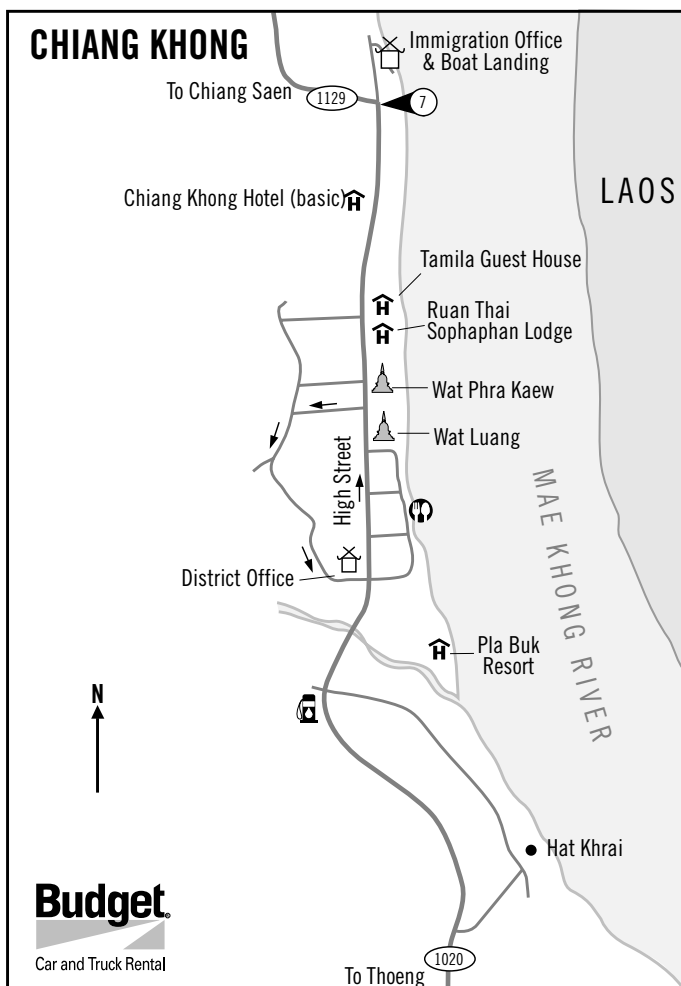 CHIANG KHONG
Immigration Office
& Boat Landing
To Chiang Saen
1129
7
LAOS
Chiang Khong Hotel (basic)
H
Tamila Guest House
H
Ruan Thai
Sophaphan Lodge
H
Wat Phra Kaew
Wat Luang
High Street
MAE KHONG RIVER
District Office
Pla Buk
Resort
H
N
Hat Khrai
Budget®
Car and Truck Rental
1020
To Thoeng